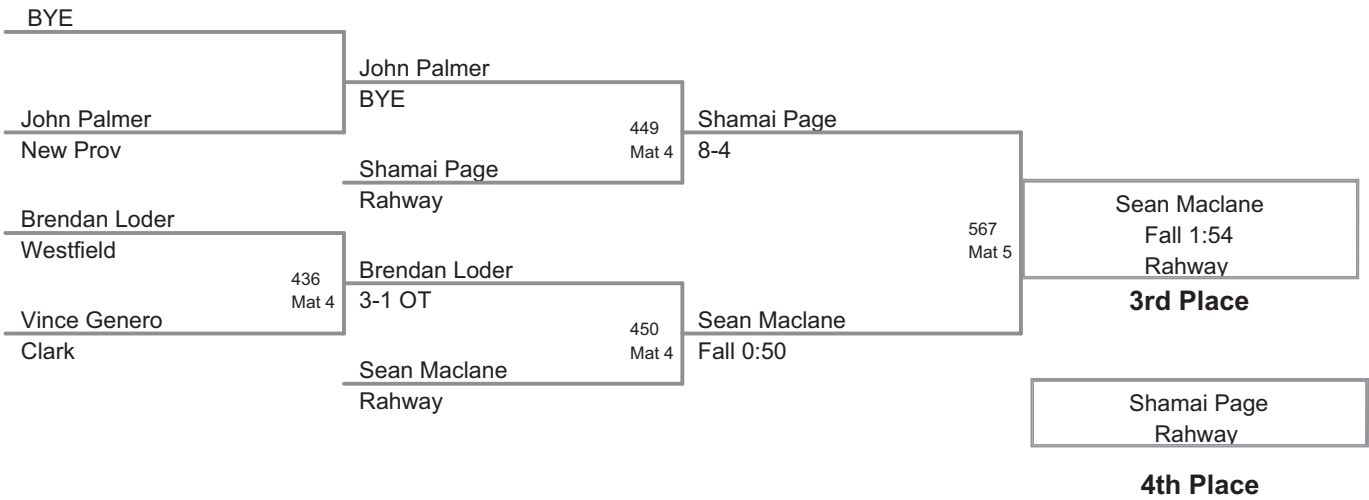 BYE
John Palmer
BYE
John Palmer
New Prov
449
Mat 4
Shamai Page
8-4
Shamai Page
Rahway
Brendan Loder
Westfield
436
Mat 4
Brendan Loder
3-1 OT
Vince Genero
Clark
450
Mat 4
Sean Maclane
Fall 0:50
Sean Maclane
Rahway
567
Mat 5
Sean Maclane
Fall 1:54
Rahway
3rd Place
Shamai Page
Rahway
4th Place